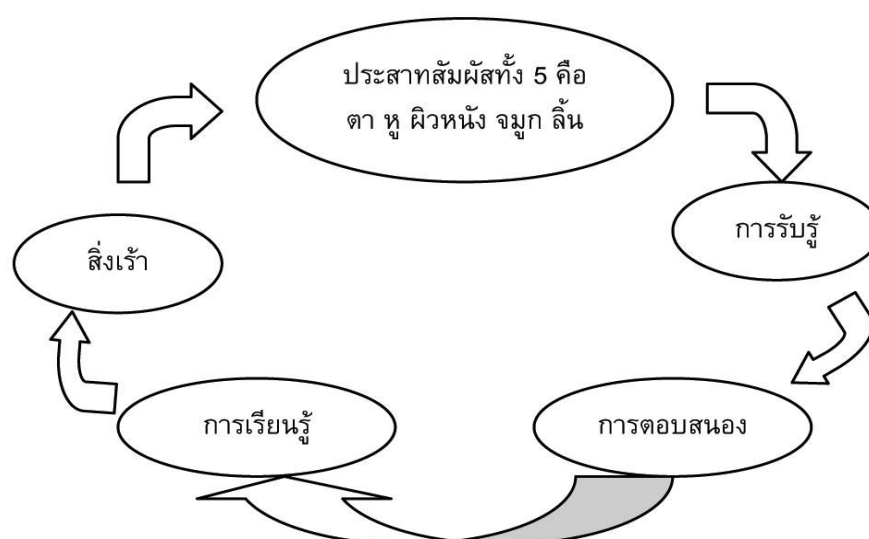 ประสาทสัมผัสทั้ง 5 คือ
ตา หู ผิวหนัง จมูก ลิ้น
การรับรู้
สิ่งเร้า
การเรียนรู้
การตอบสนอง